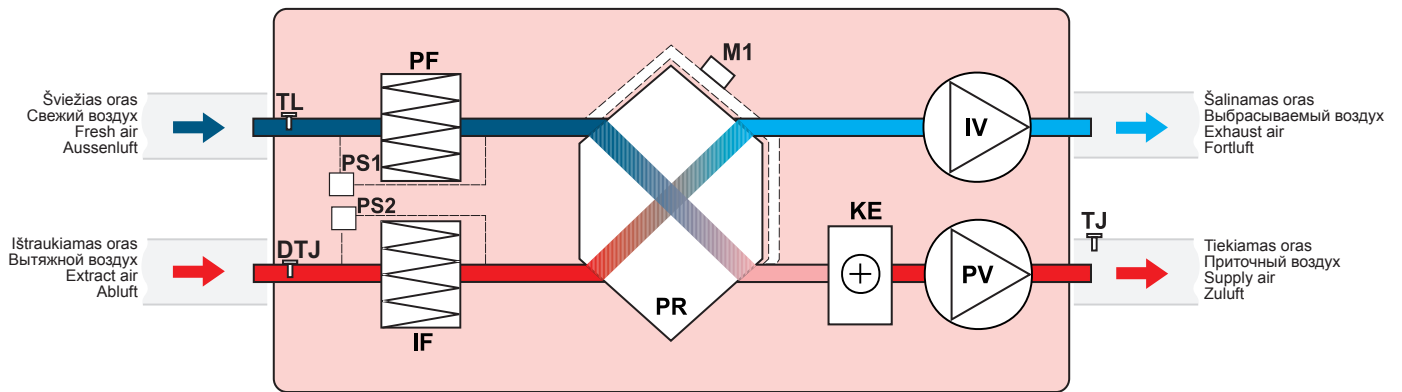 Šviežias oras
Свежий воздух
Fresh air
Aussenluft
TL
PF
M1
IV
Šalinamas oras
Выбрасываемый воздух
Exhaust air
Fortluft
PS1
PS2
Ištraukiamas oras
Вытяжной воздух
Extract air
Abluft
DTJ
IF
PR
KE
PV
TJ
Tiekiamas oras
Приточный воздух
Supply air
Zuluft